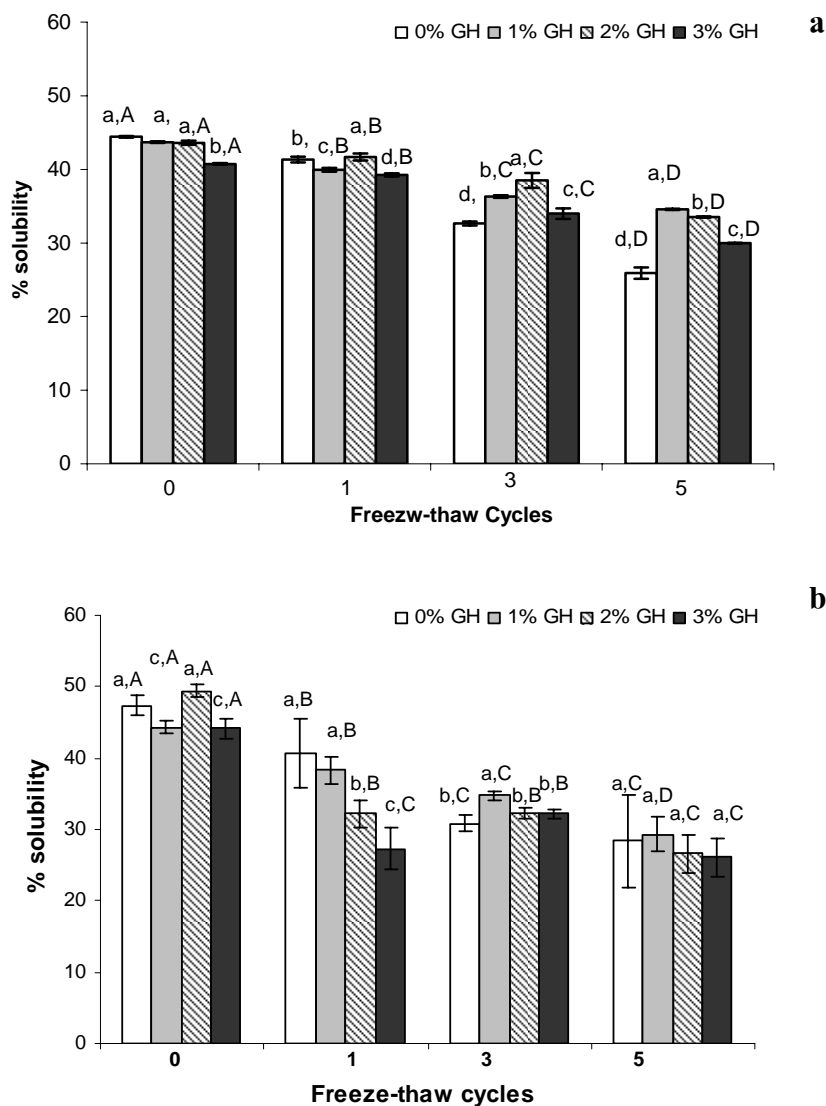 a
60
0% GH 1% GH 2% GH 3% GH
50
a,A a, a,A b,A
b, c,B a,B d,B
d, b,C a,C c,C
d,D a,D b,D c,D
40
30
20
10
0
% solubility
0 1 3 5
Freezw-thaw Cycles
b
60
0% GH 1% GH 2% GH 3% GH
50
a,A c,A a,A c,A
a,B a,B b,B c,C
b,C a,C b,B b,B
a,C a,D a,C a,C
40
30
20
10
0
% solubility
0 1 3 5
Freeze-thaw cycles